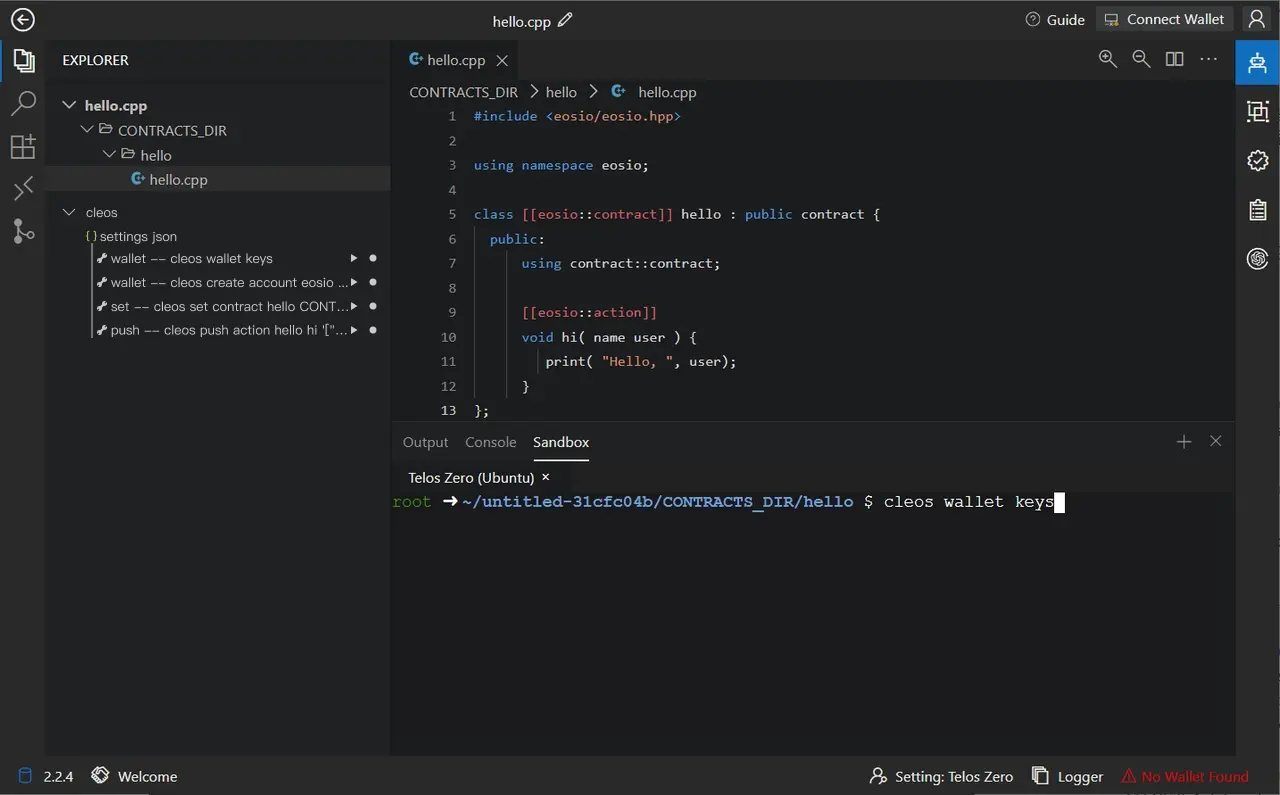 hello.cpp
Guide
Connect Wallet
EXPLORER
hello.cpp
CONTRACTS_DIR
hello
hello.cpp
cleos
{} settings json
wallet -- cleos wallet keys
wallet -- cleos create account eosio ...
set -- cleos set contract hello CONT...
push -- cleos push action hello hi '["...
hello.cpp
CONTRACTS_DIR > hello > hello.cpp
1 #include <eosio/eosio.hpp>
2
3 using namespace eosio;
4
5 class [[eosio::contract]] hello : public contract {
6 public:
7 using contract::contract;
8
9 [[eosio::action]]
10 void hi( name user ) {
11 print( "Hello, ", user);
12 }
13 };
Output Console Sandbox
Telos Zero (Ubuntu) ×
root ➜ ~/untitled-31cfc04b/CONTRACTS_DIR/hello $ cleos wallet keys
2.2.4 Welcome
Setting: Telos Zero Logger No Wallet Found